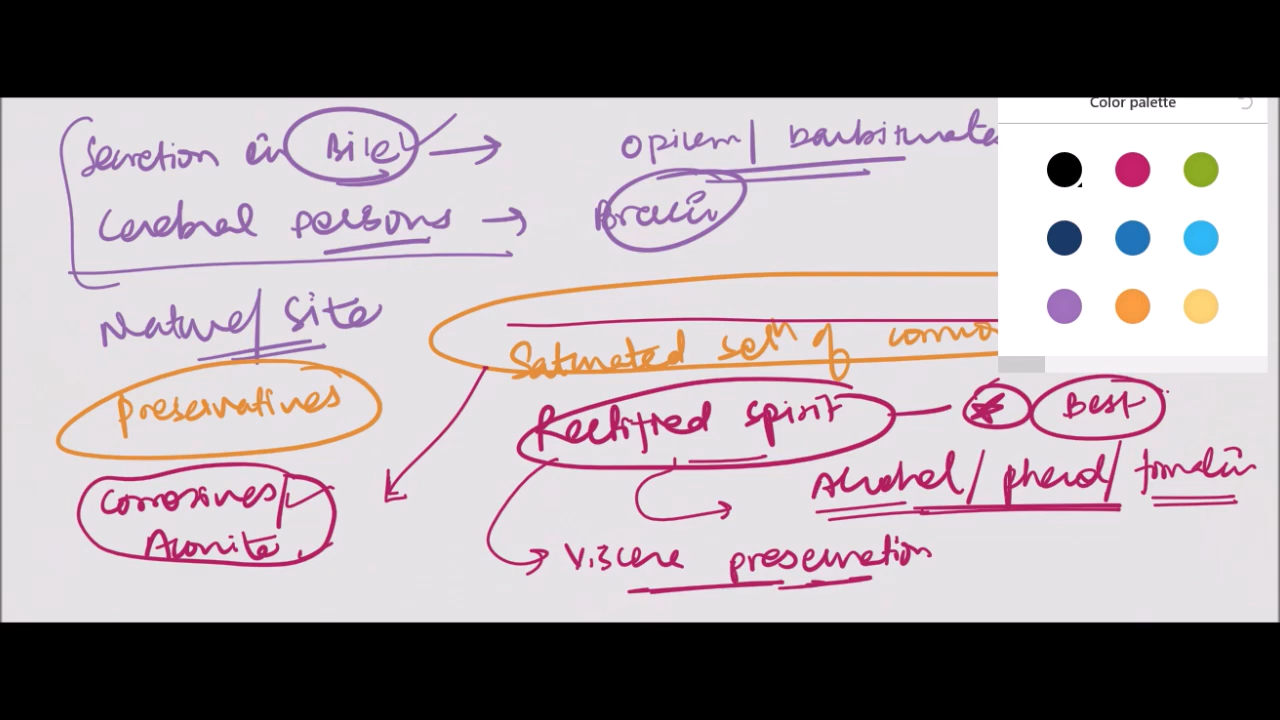 Color palette
Secretion in Bile → Opium / barbiturate
Cerebral poisons → Brain
Nature/ Site
Saturated solⁿ of commo
Preservatives
Rectified spirit — * Best
Corrosives/
Aconite
Alcohol / phenol / formalin
Viscera preservation